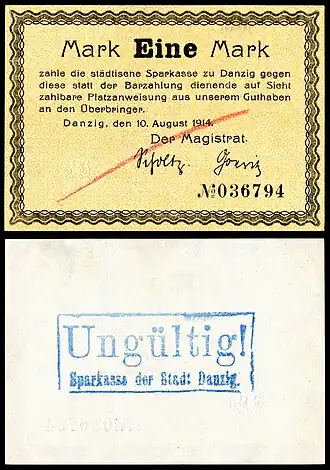 Mark Eine Mark
zahle die städtisene Sparkasse zu Danzig gegen
diese statt der Barzahlung dienende auf Sicht
zahlbare Platzanweisung aus unserem Guthaben
an den Überbringer.
Danzig, den 10. August 1914.
Der Magistrat.
Scholtz.
№036794
Ungültig!
Sparkasse der Stadt Danzig.